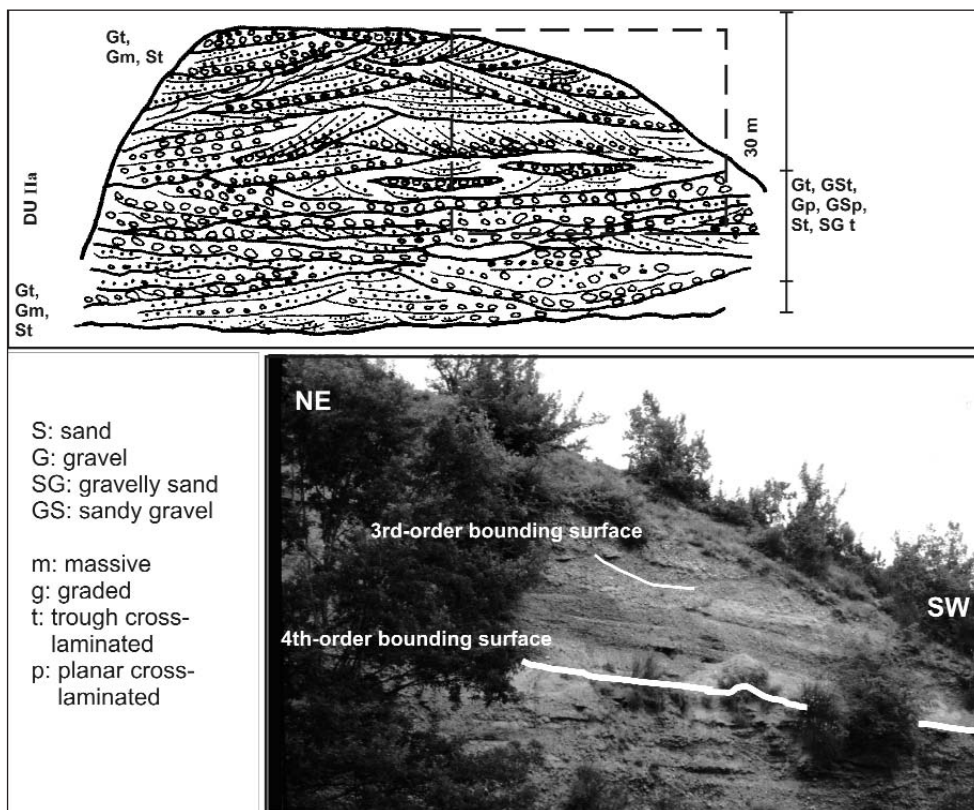 Gt,
Gm, St
30 m
DU IIa
Gt, GSt,
Gp, GSp,
St, SG t
Gt,
Gm,
St
S: sand
G: gravel
SG: gravelly sand
GS: sandy gravel
m: massive
g: graded
t: trough cross-
laminated
p: planar cross-
laminated
NE
3rd-order bounding surface
SW
4th-order bounding surface